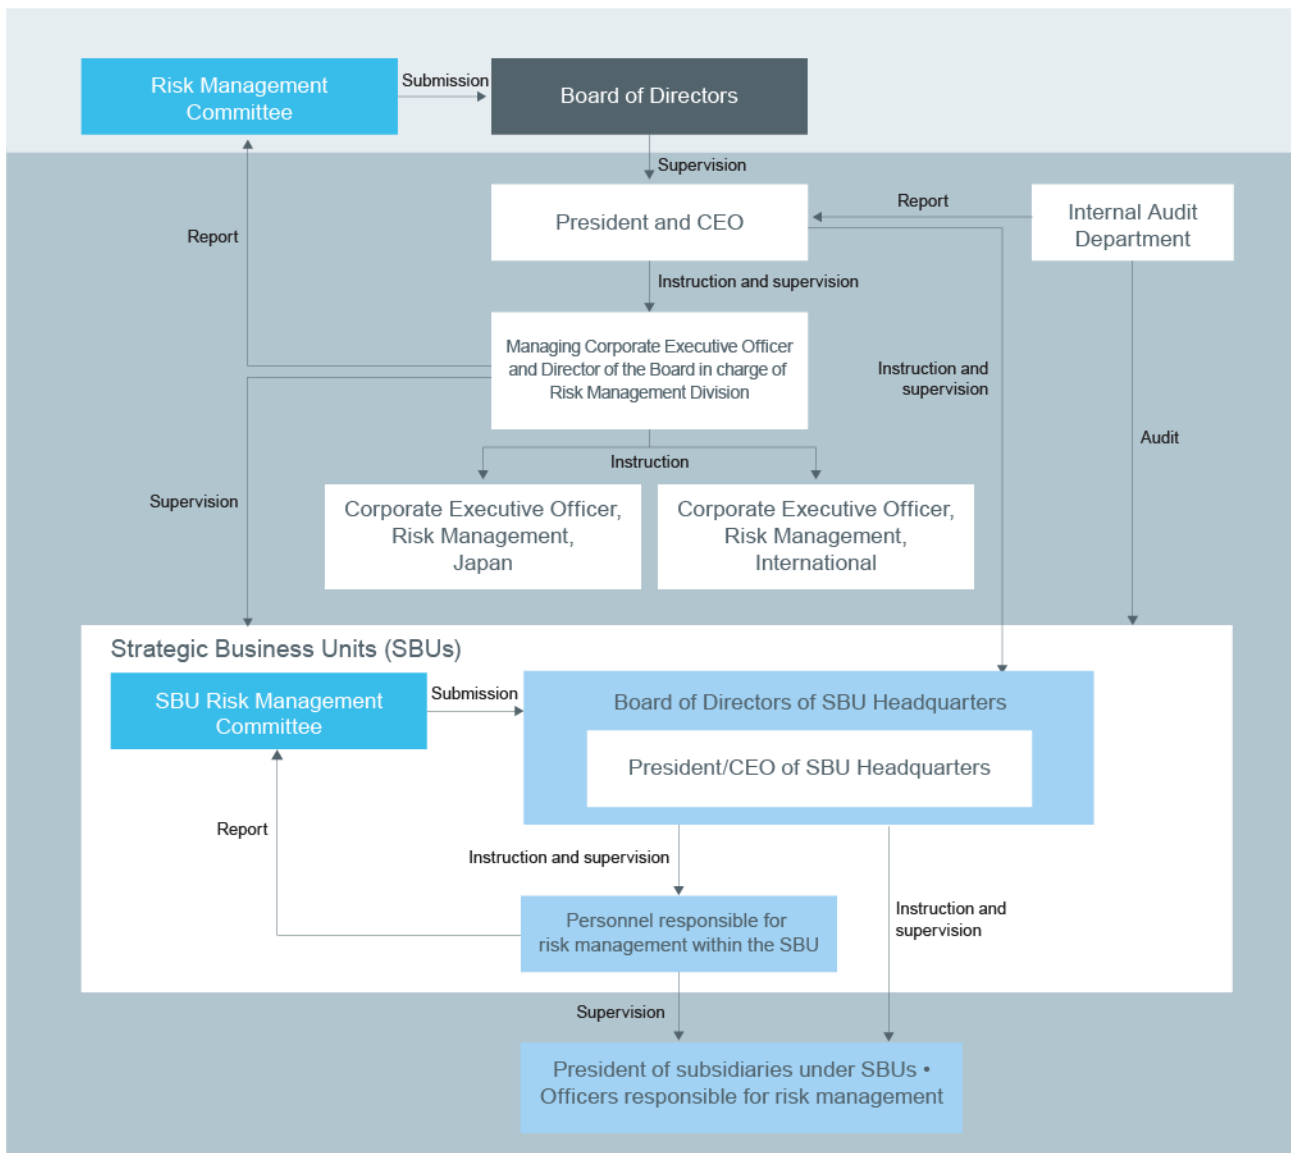 Risk Management
Committee
Submission
Board of Directors
Supervision
President and CEO
Report
Internal Audit
Department
Report
Instruction and supervision
Managing Corporate Executive Officer
and Director of the Board in charge of
Risk Management Division
Instruction and
supervision
Audit
Instruction
Supervision
Corporate Executive Officer,
Risk Management,
Japan
Corporate Executive Officer,
Risk Management,
International
Strategic Business Units (SBUs)
SBU Risk Management
Committee
Submission
Board of Directors of SBU Headquarters
President/CEO of SBU Headquarters
Report
Instruction and supervision
Personnel responsible for
risk management within the SBU
Instruction and
supervision
Supervision
President of subsidiaries under SBUs •
Officers responsible for risk management